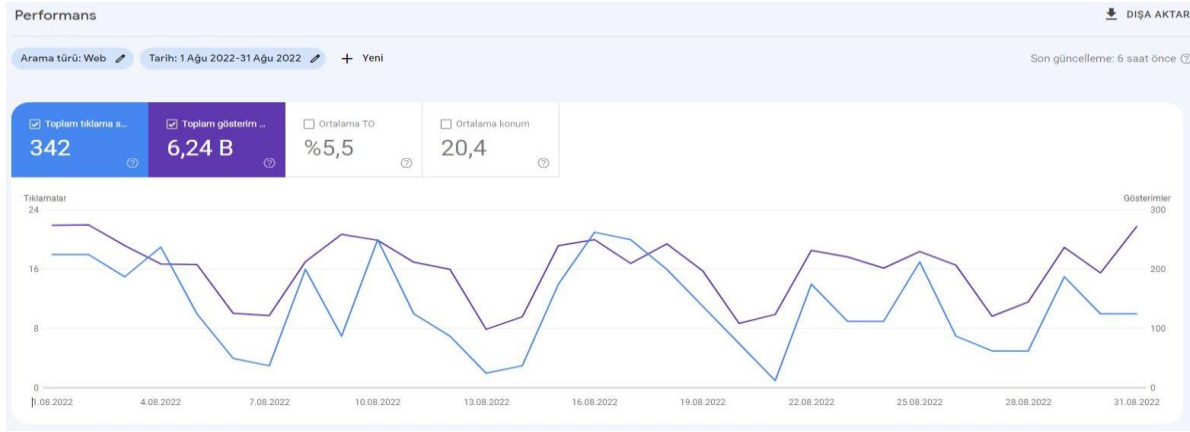 Performans
DIŞA AKTAR
Arama türü: Web
Tarih: 1 Ağu 2022-31 Ağu 2022
+ Yeni
Son güncelleme: 6 saat önce
Toplam tıklama s...
Toplam gösterim ...
Ortalama TO
Ortalama konum
342
6,24 B
%5,5
20,4
Tıklamalar
Gösterimler
24
300
16
200
8
100
0
0
1.08.2022
4.08.2022
7.08.2022
10.08.2022
13.08.2022
16.08.2022
19.08.2022
22.08.2022
25.08.2022
28.08.2022
31.08.2022